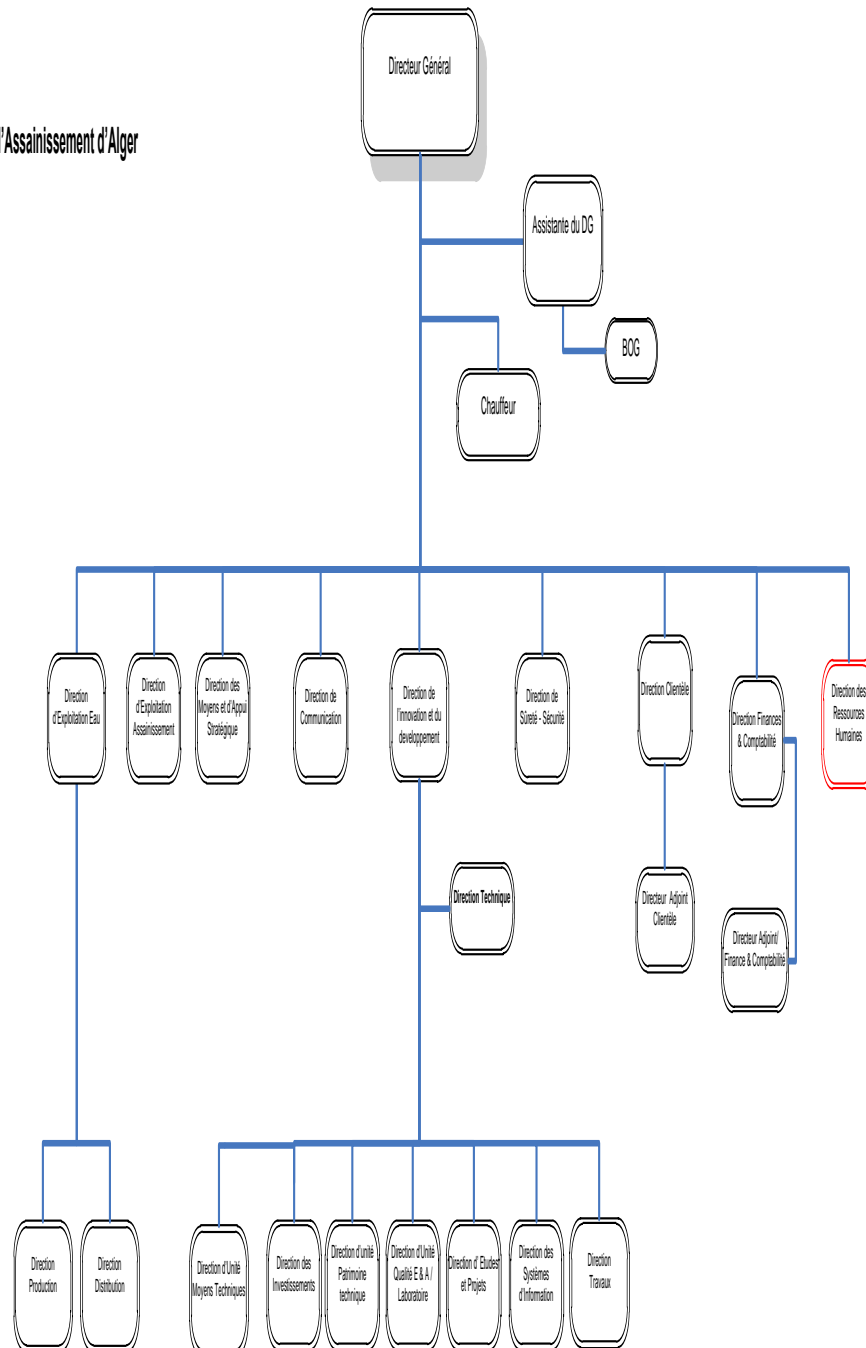 Directeur Général
l'Assainissement d'Alger
Assistante du DG
BOG
Chauffeur
Direction
d'Exploitation Eau
Direction
d'Exploitation
Assainissement
Direction des
Moyens et d'Appui
Stratégique
Direction de
Communication
Direction de
l'innovation et du
developpement
Direction de
Sûreté - Sécurité
Direction Clientèle
Direction Finances
& Comptabilité
Direction des
Ressources
Humaines
Direction Technique
Directeur Adjoint
Clientèle
Directeur Adjoint/
Finance & Comptabilité
Direction
Production
Direction
Distribution
Direction d'Unité
Moyens Techniques
Direction des
Investissements
Direction d'unité
Patrimoine
technique
Direction d'Unité
Qualité E & A /
Laboratoire
Direction d' Etudes
et Projets
Direction des
Systèmes
d'Information
Direction
Travaux